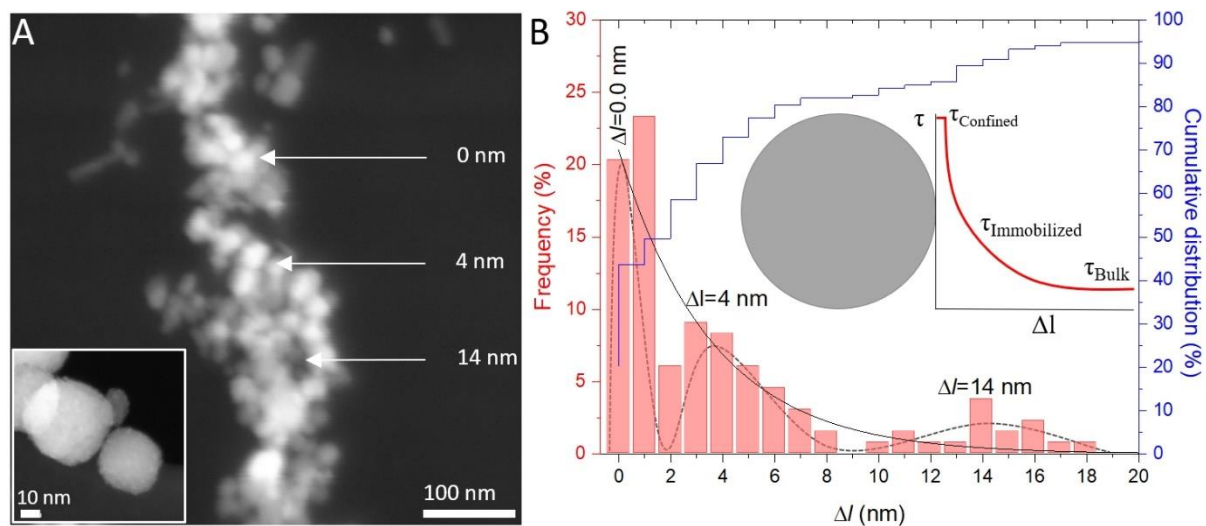 A
0 nm
4 nm
14 nm
10 nm
100 nm
B
30
25
20
15
10
5
0
Frequency (%)
Δl=0.0 nm
Δl=4 nm
Δl=14 nm
τ
τConfined
τImmobilized
τBulk
Δl
100
90
80
70
60
50
40
30
20
10
0
Cumulative distribution (%)
0 2 4 6 8 10 12 14 16 18 20
Δl (nm)